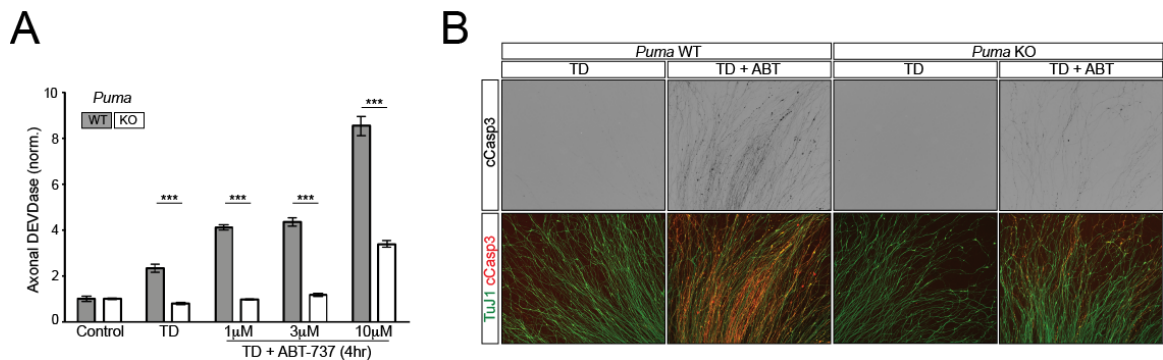 A
Puma
WT KO
Axonal DEVDase (norm.)
10
8
6
4
2
0
*** *** *** ***
Control TD 1μM 3μM 10μM
TD + ABT-737 (4hr)
B
Puma WT Puma KO
TD TD + ABT TD TD + ABT
cCasp3
TuJ1 cCasp3